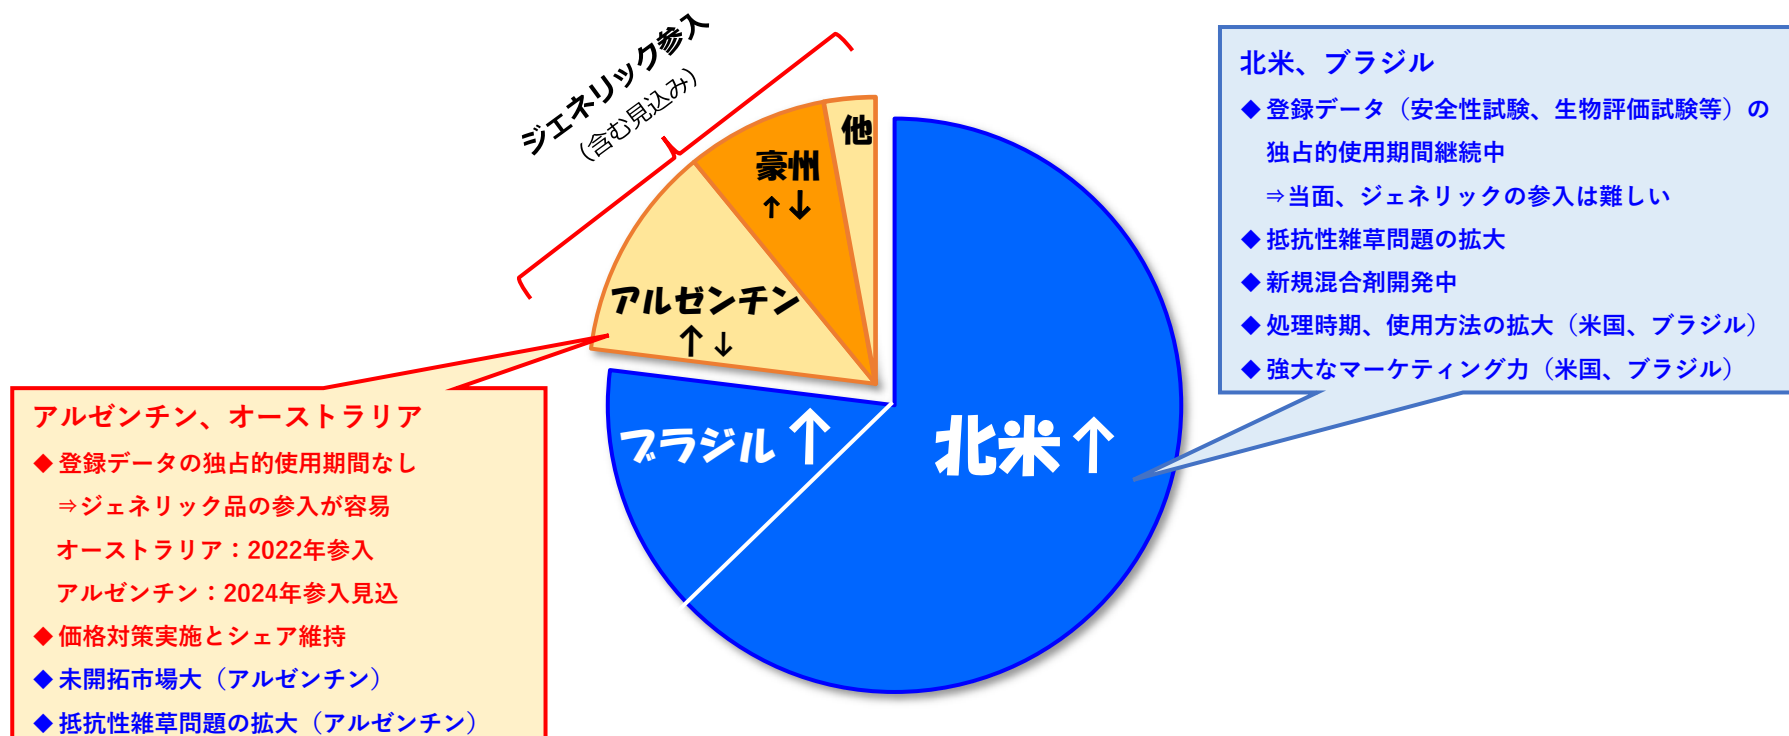 ジェネリック参入
(含む見込み)
他
豪州
↑↓
アルゼンチン
↑↓
ブラジル↑
北米↑
北米、ブラジル
◆登録データ（安全性試験、生物評価試験等）の
独占的使用期間継続中
⇒当面、ジェネリックの参入は難しい
◆抵抗性雑草問題の拡大
◆新規混合剤開発中
◆処理時期、使用方法の拡大（米国、ブラジル）
◆強大なマーケティング力（米国、ブラジル）
アルゼンチン、オーストラリア
◆登録データの独占的使用期間なし
⇒ジェネリック品の参入が容易
オーストラリア：2022年参入
アルゼンチン：2024年参入見込
◆価格対策実施とシェア維持
◆未開拓市場大（アルゼンチン）
◆抵抗性雑草問題の拡大（アルゼンチン）